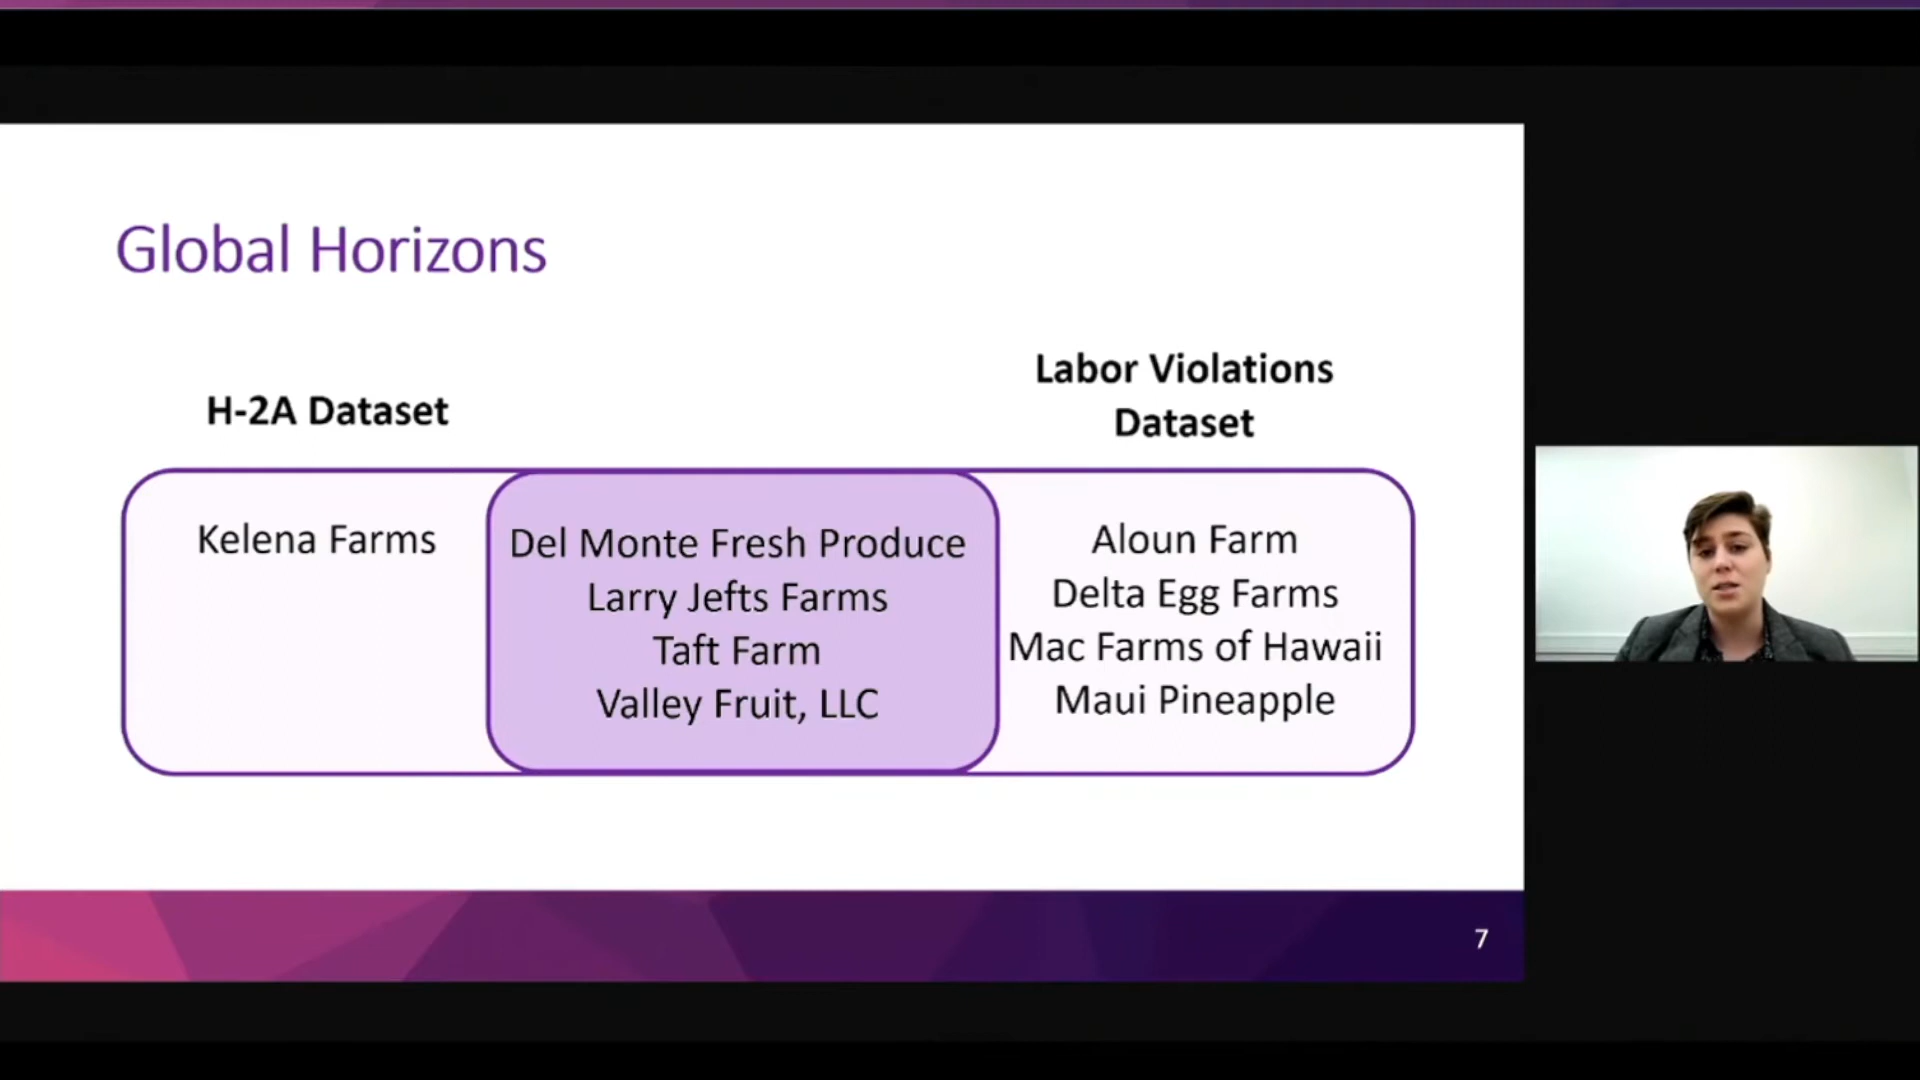 Global Horizons
H-2A Dataset
Labor Violations
Dataset
Kelena Farms
Del Monte Fresh Produce
Larry Jefts Farms
Taft Farm
Valley Fruit, LLC
Aloun Farm
Delta Egg Farms
Mac Farms of Hawaii
Maui Pineapple
7